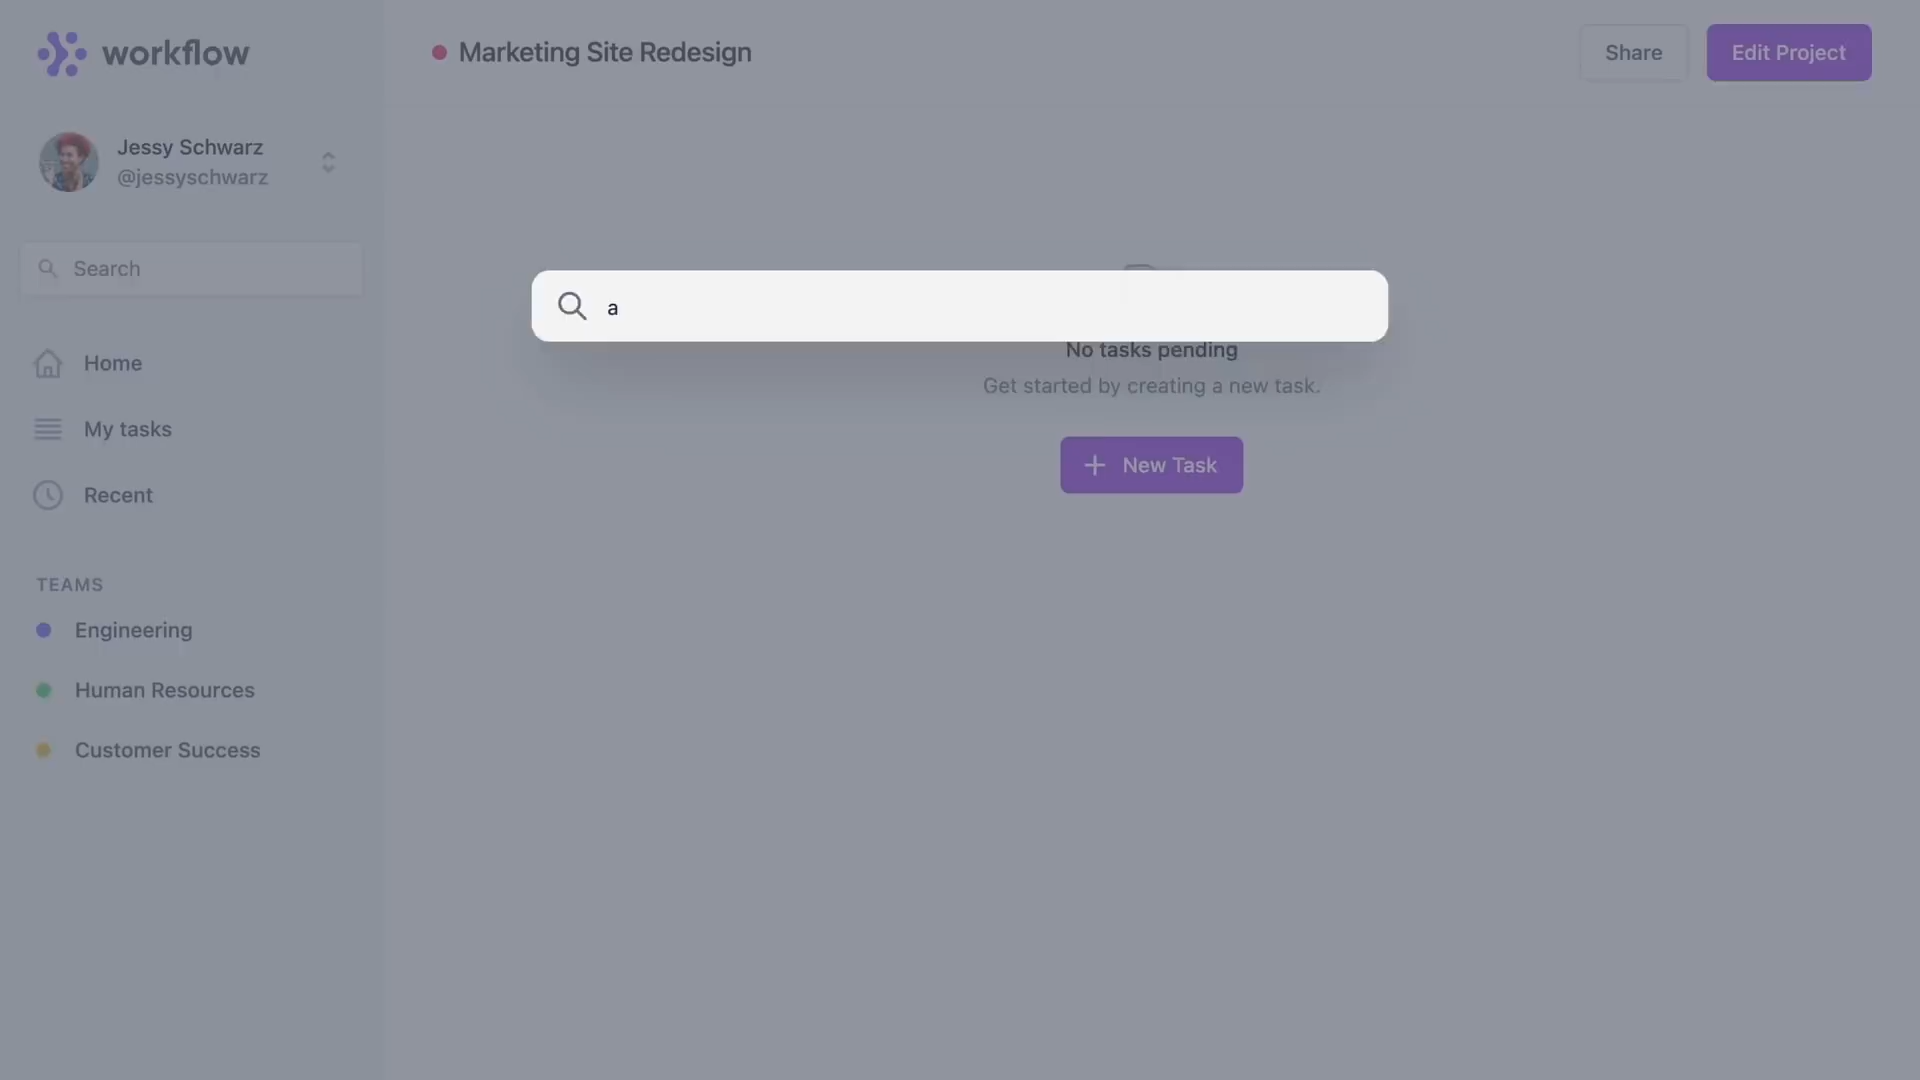 workflow
Jessy Schwarz
@jessyschwarz
Search
Home
My tasks
Recent
TEAMS
Engineering
Human Resources
Customer Success
Marketing Site Redesign
Share
Edit Project
a
No tasks pending
Get started by creating a new task.
New Task